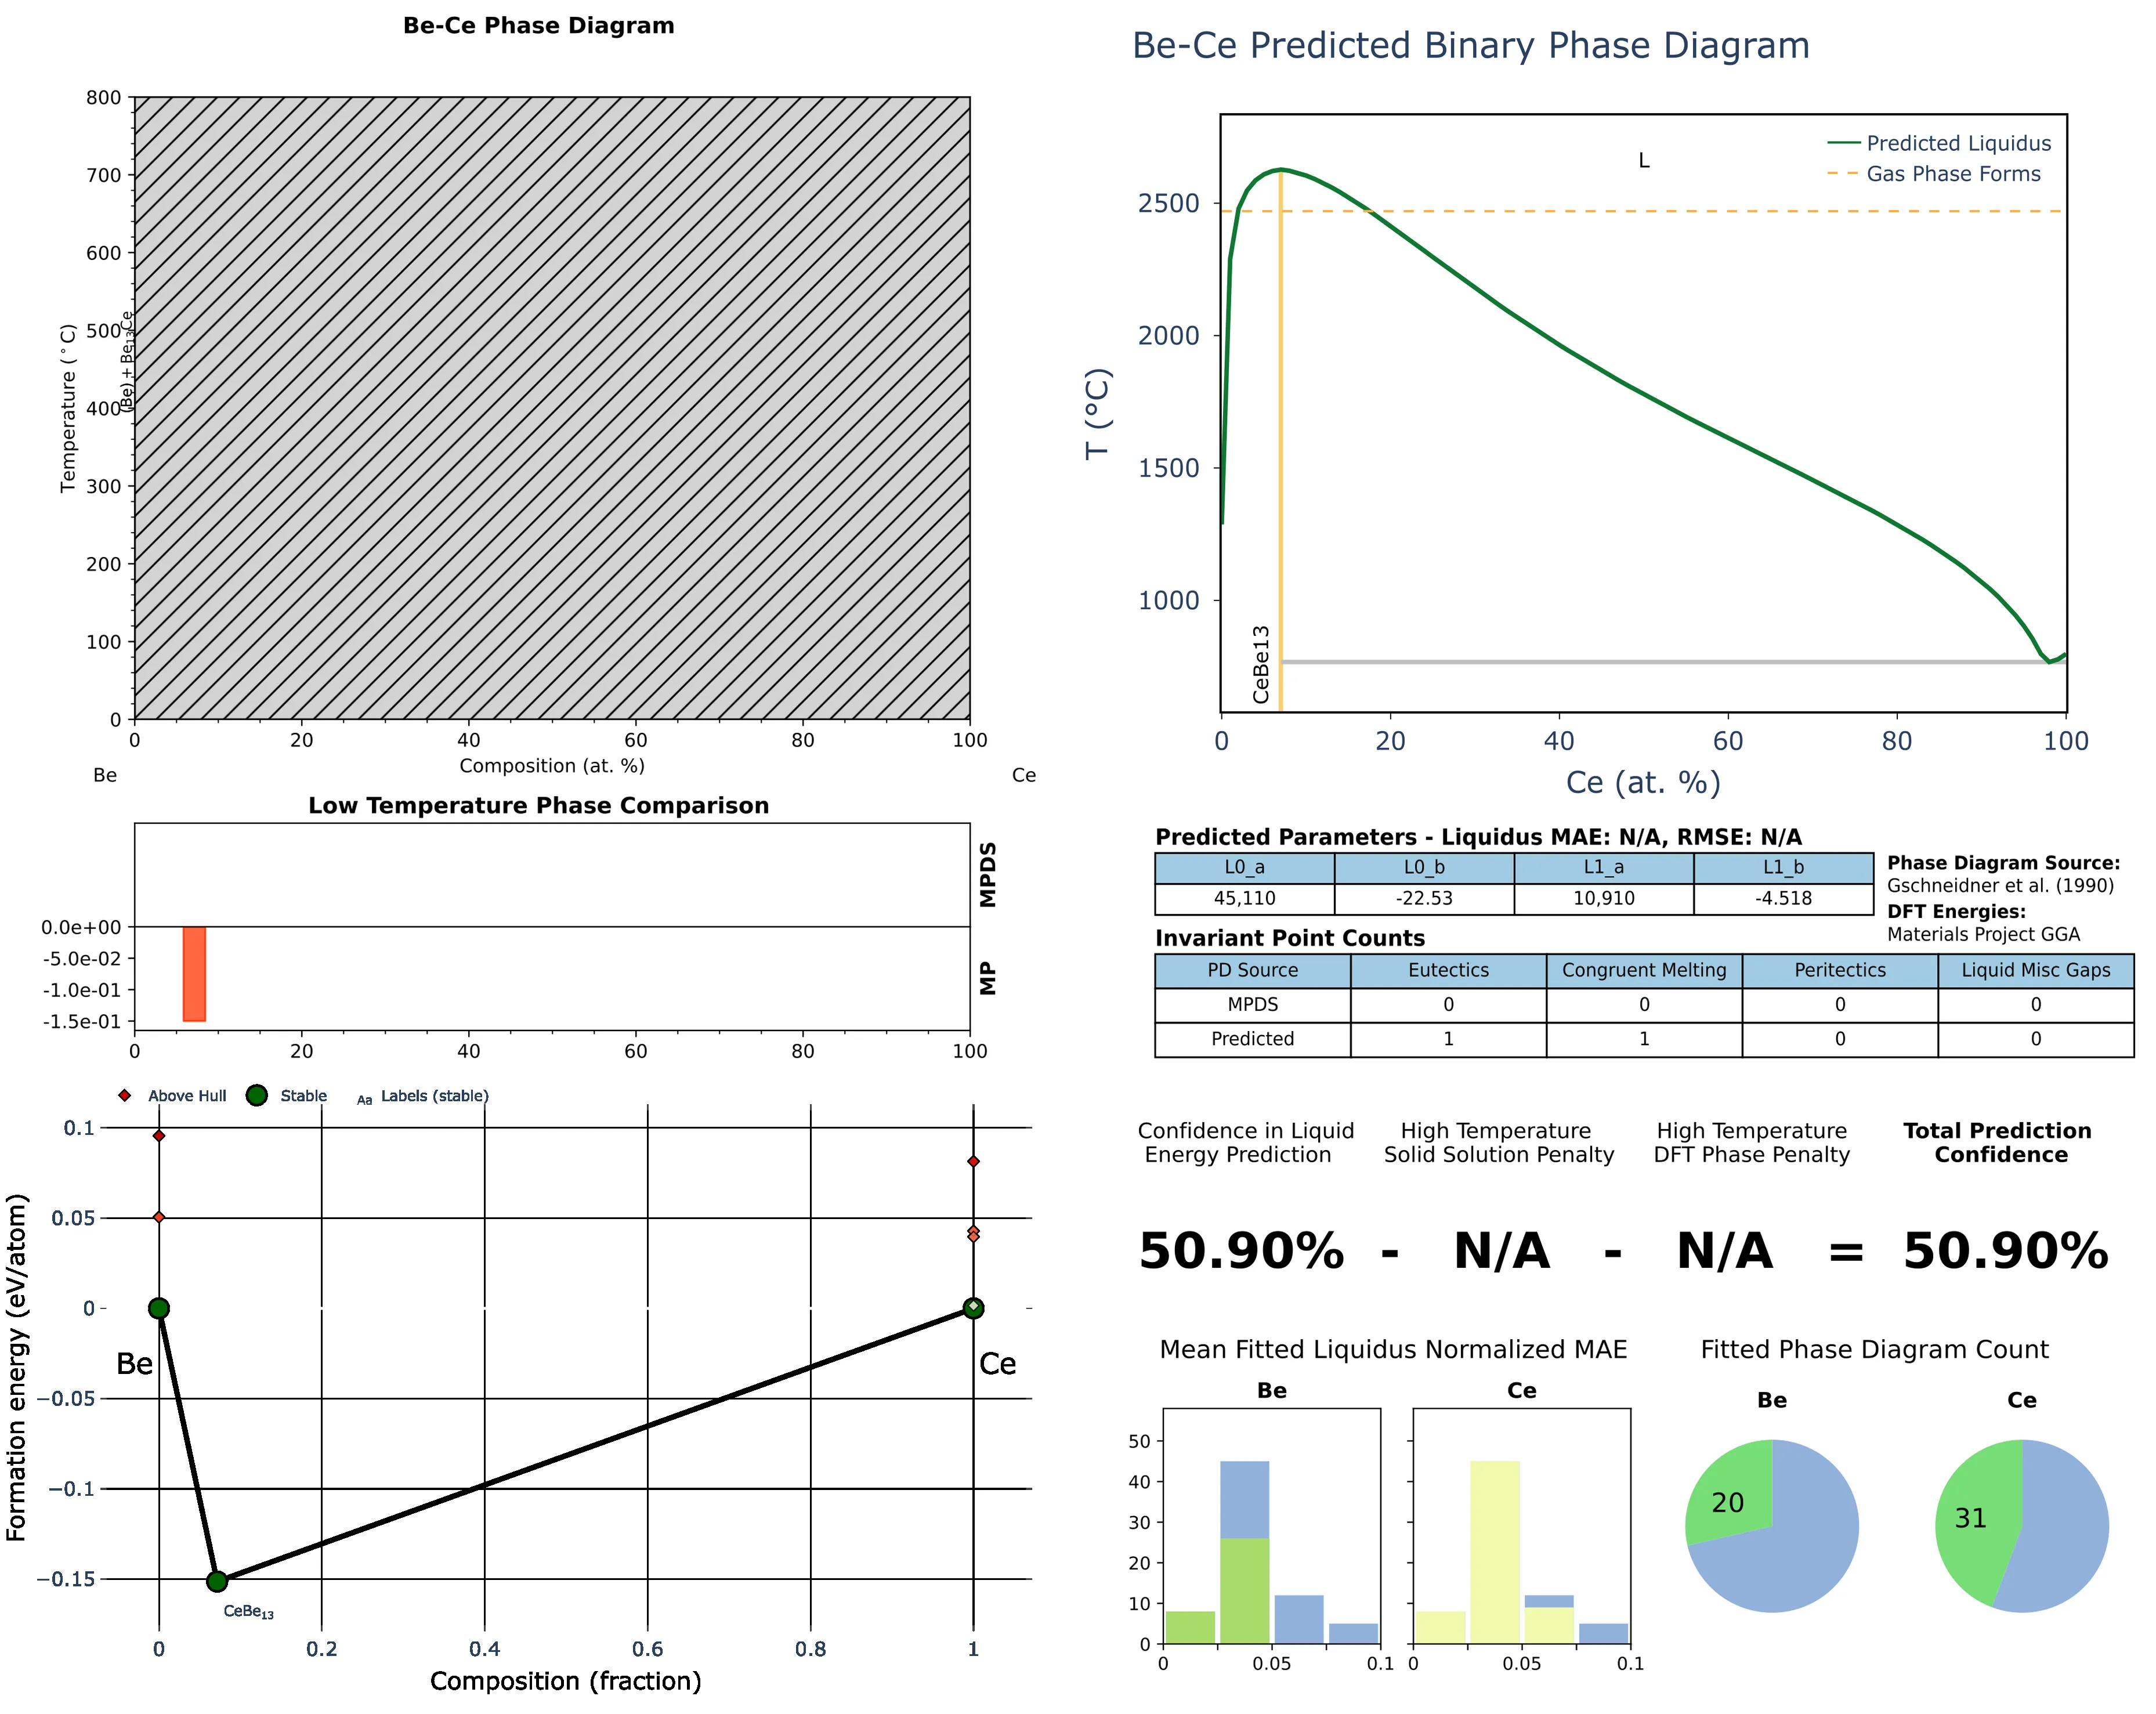 Be-Ce Phase Diagram
800
700
600
500
400
300
200
100
0
Temperature (°C)
(Be) + Be₁₃Ce
0 20 40 60 80 100
Composition (at. %)
Be Ce
Low Temperature Phase Comparison
MPDS
MP
0.0e+00
-5.0e-02
-1.0e-01
-1.5e-01
0 20 40 60 80 100
Above Hull Stable Aa Labels (stable)
0.1
0.05
0
−0.05
−0.1
−0.15
Formation energy (eV/atom)
Be Ce
CeBe₁₃
0 0.2 0.4 0.6 0.8 1
Composition (fraction)
Be-Ce Predicted Binary Phase Diagram
L
Predicted Liquidus
Gas Phase Forms
2500
2000
1500
1000
T (°C)
CeBe13
0 20 40 60 80 100
Ce (at. %)
Predicted Parameters - Liquidus MAE: N/A, RMSE: N/A
L0_a L0_b L1_a L1_b
45,110 -22.53 10,910 -4.518
Phase Diagram Source:
Gschneidner et al. (1990)
DFT Energies:
Materials Project GGA
Invariant Point Counts
PD Source Eutectics Congruent Melting Peritectics Liquid Misc Gaps
MPDS 0 0 0 0
Predicted 1 1 0 0
Confidence in Liquid Energy Prediction
High Temperature Solid Solution Penalty
High Temperature DFT Phase Penalty
Total Prediction Confidence
50.90% - N/A - N/A = 50.90%
Mean Fitted Liquidus Normalized MAE
Be Ce
50
40
30
20
10
0
0 0.05 0.1 0 0.05 0.1
Fitted Phase Diagram Count
Be Ce
20 31